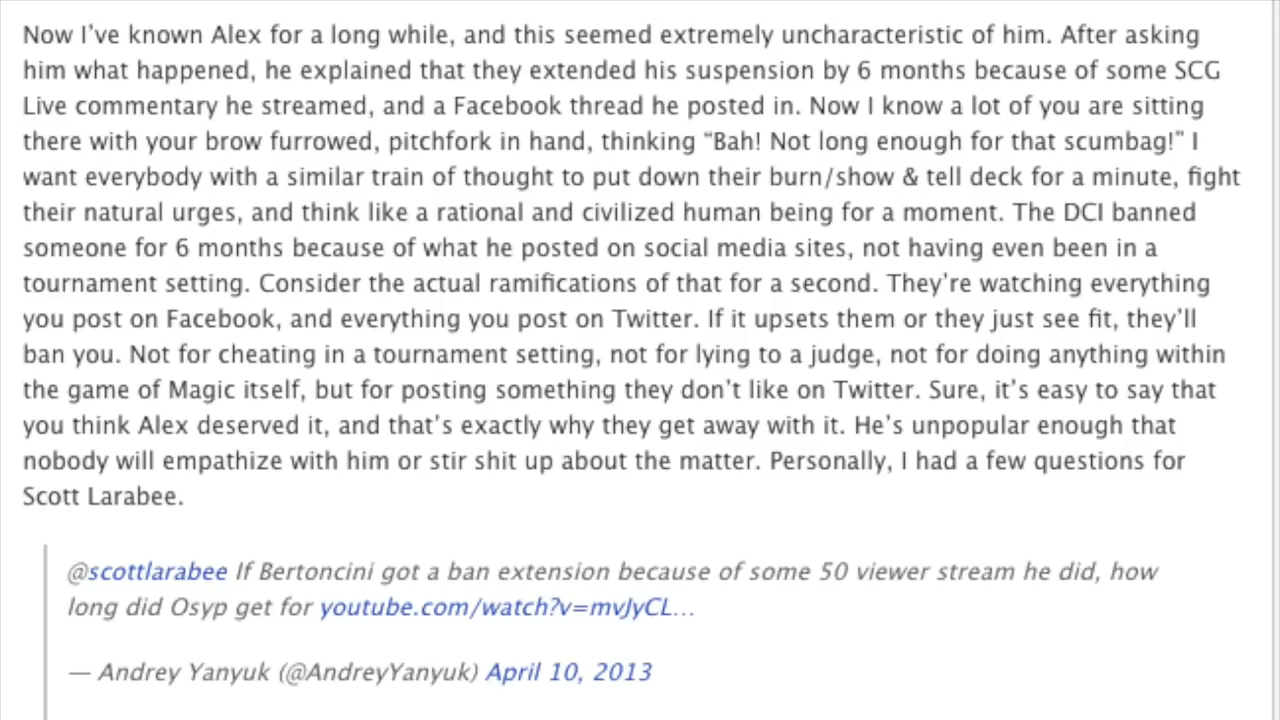 Now I’ve known Alex for a long while, and this seemed extremely uncharacteristic of him. After asking
him what happened, he explained that they extended his suspension by 6 months because of some SCG
Live commentary he streamed, and a Facebook thread he posted in. Now I know a lot of you are sitting
there with your brow furrowed, pitchfork in hand, thinking “Bah! Not long enough for that scumbag!” I
want everybody with a similar train of thought to put down their burn/show & tell deck for a minute, fight
their natural urges, and think like a rational and civilized human being for a moment. The DCI banned
someone for 6 months because of what he posted on social media sites, not having even been in a
tournament setting. Consider the actual ramifications of that for a second. They’re watching everything
you post on Facebook, and everything you post on Twitter. If it upsets them or they just see fit, they’ll
ban you. Not for cheating in a tournament setting, not for lying to a judge, not for doing anything within
the game of Magic itself, but for posting something they don’t like on Twitter. Sure, it’s easy to say that
you think Alex deserved it, and that’s exactly why they get away with it. He’s unpopular enough that
nobody will empathize with him or stir shit up about the matter. Personally, I had a few questions for
Scott Larabee.
@scottlarabee If Bertoncini got a ban extension because of some 50 viewer stream he did, how
long did Osyp get for youtube.com/watch?v=mvJyCL…
— Andrey Yanyuk (@AndreyYanyuk) April 10, 2013